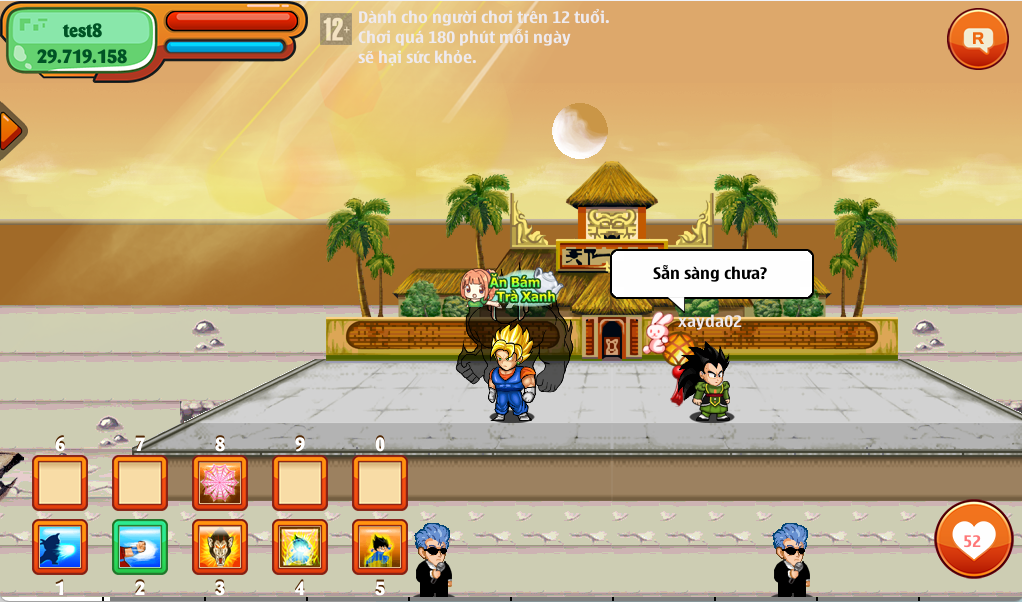 test8
29.719.158
12+
Dành cho người chơi trên 12 tuổi.
Chơi quá 180 phút mỗi ngày
sẽ hại sức khỏe.
R
Sẵn sàng chưa?
Ăn Bám
Trà Xanh
xayda02
6 7 8 9 0
52
1 2 3 4 5